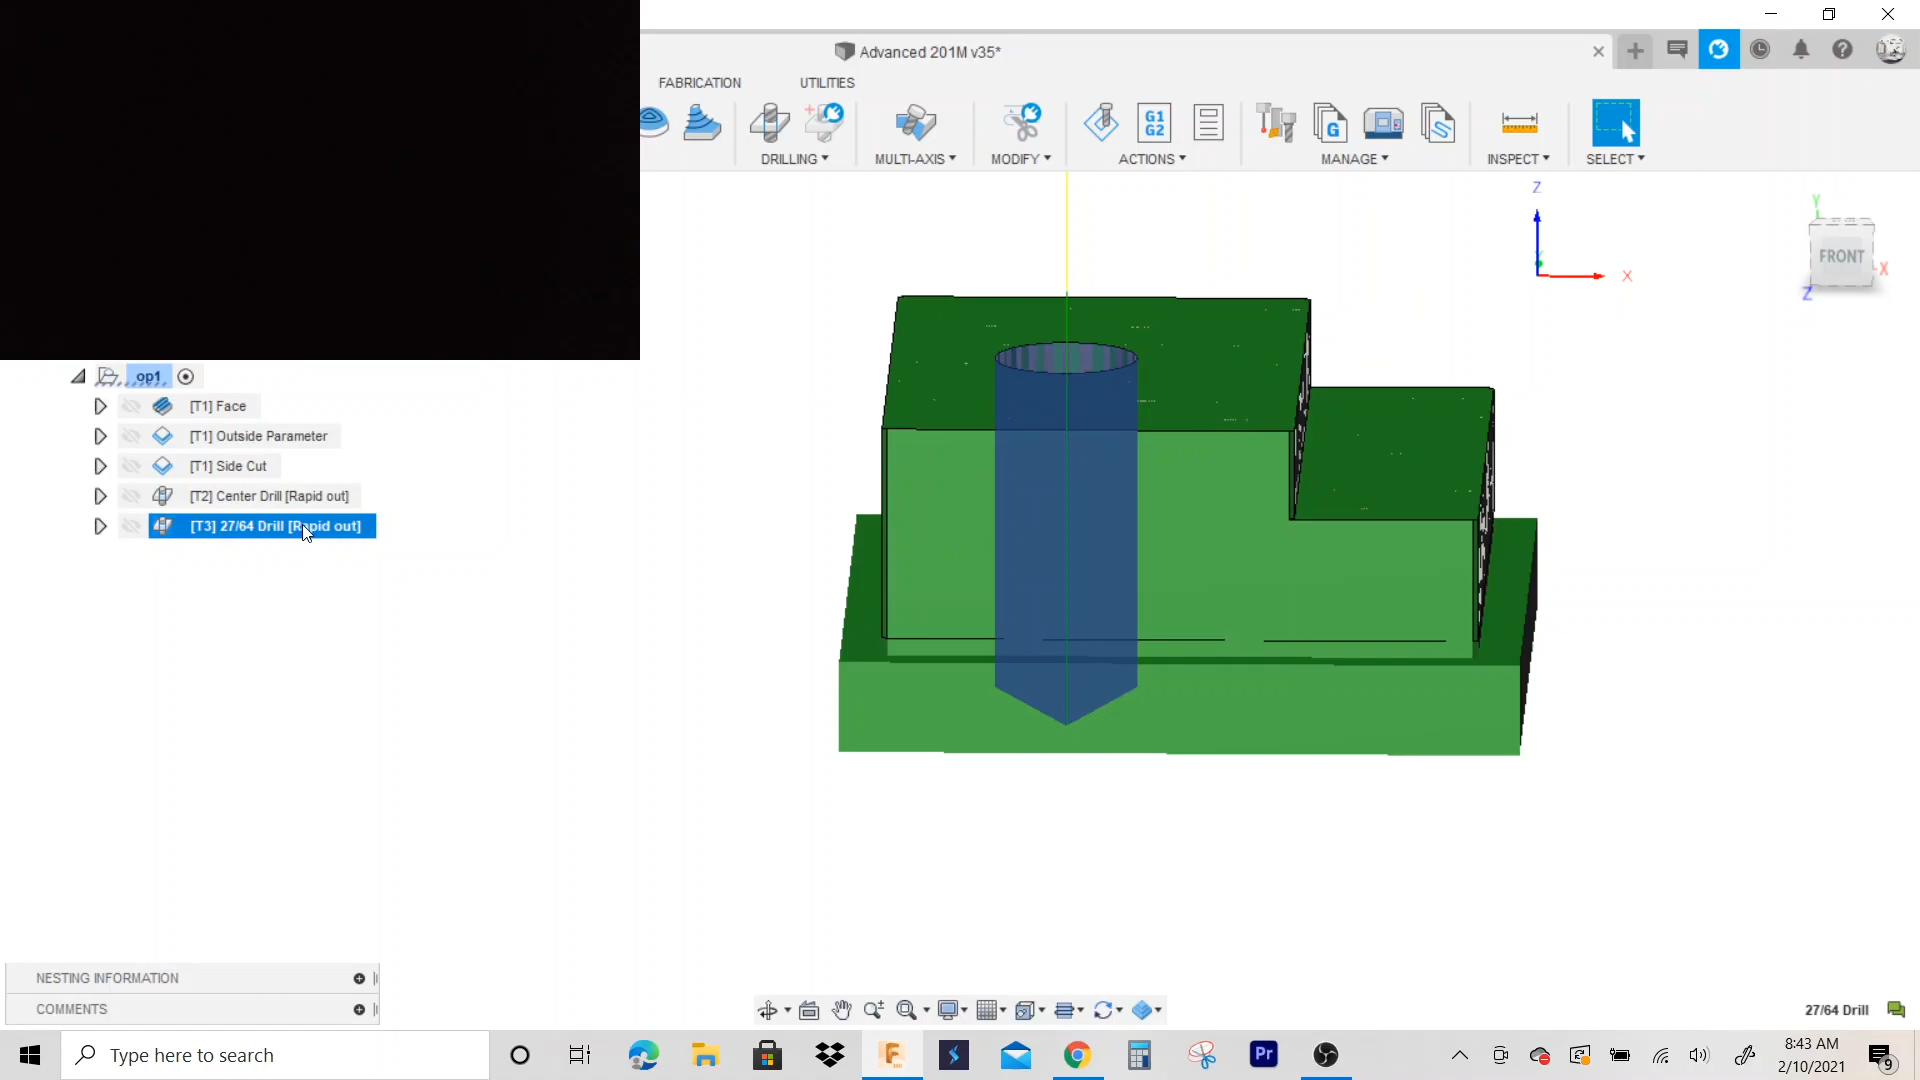 Advanced 201M v35*
FABRICATION
UTILITIES
G1
G2
G
DRILLING
MULTI-AXIS
MODIFY
ACTIONS
MANAGE
INSPECT
SELECT
Z
X
Y
FRONT
X
Z
op1
[T1] Face
[T1] Outside Parameter
[T1] Side Cut
[T2] Center Drill [Rapid out]
[T3] 27/64 Drill [Rapid out]
NESTING INFORMATION
COMMENTS
27/64 Drill
Type here to search
Pr
8:43 AM
2/10/2021
9